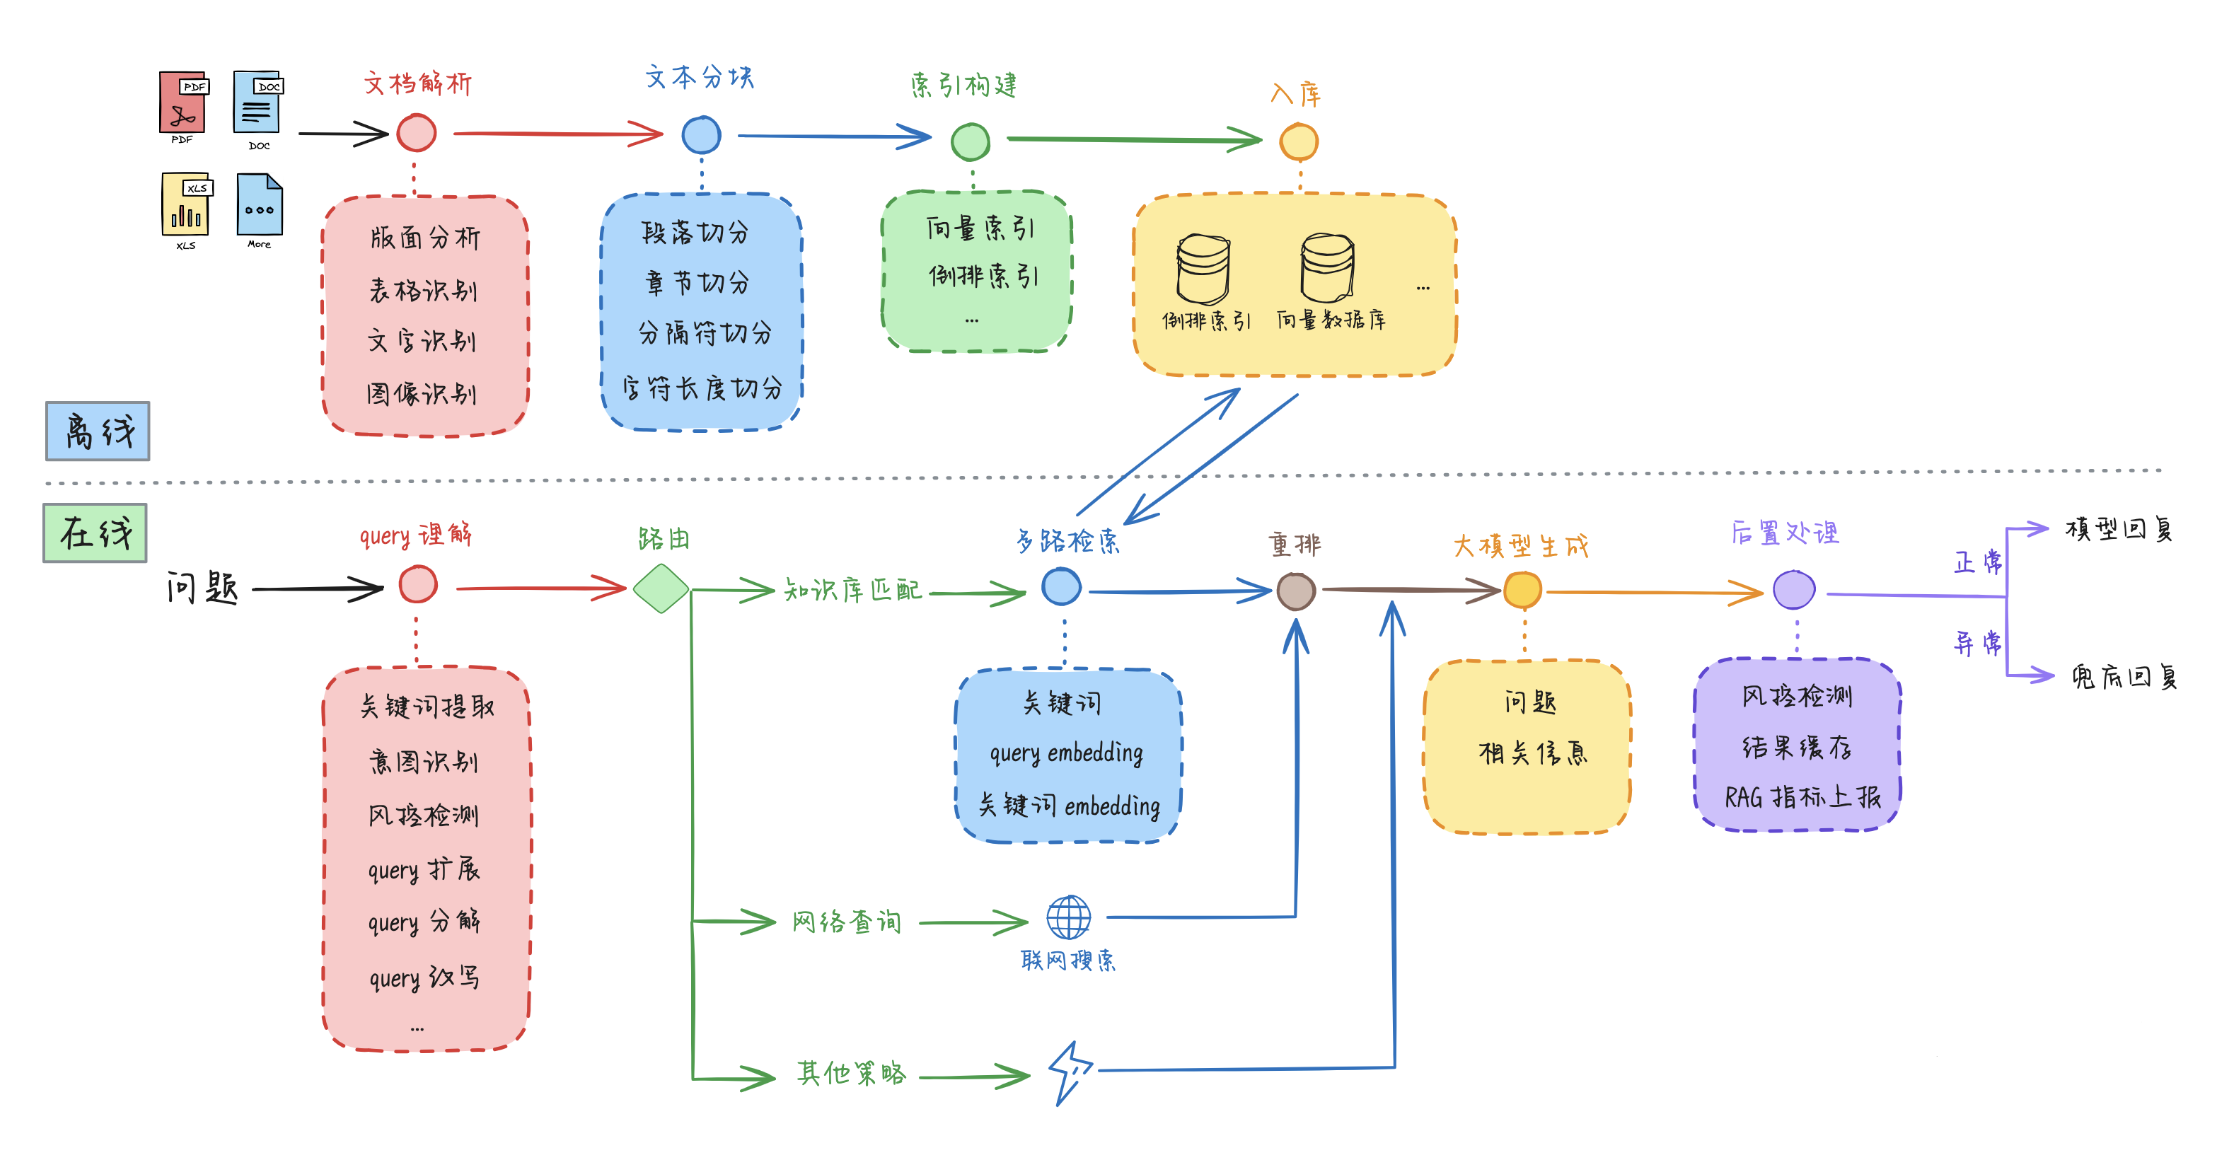 PDF
PDF
DOC
DOC
XLS
XLS
More
文档解析
版面分析
表格识别
文字识别
图像识别
文本分块
段落切分
章节切分
分隔符切分
字符长度切分
索引构建
向量索引
倒排索引
...
入库
倒排索引
向量数据库
...
离线
在线
问题
query 理解
关键词提取
意图识别
风控检测
query 扩展
query 分解
query 改写
...
路由
知识库匹配
网络查询
其他策略
多路检索
关键词
query embedding
关键词 embedding
联网搜索
重排
大模型生成
问题
相关信息
后置处理
风控检测
结果缓存
RAG 指标上报
正常
异常
模型回复
兜底回复